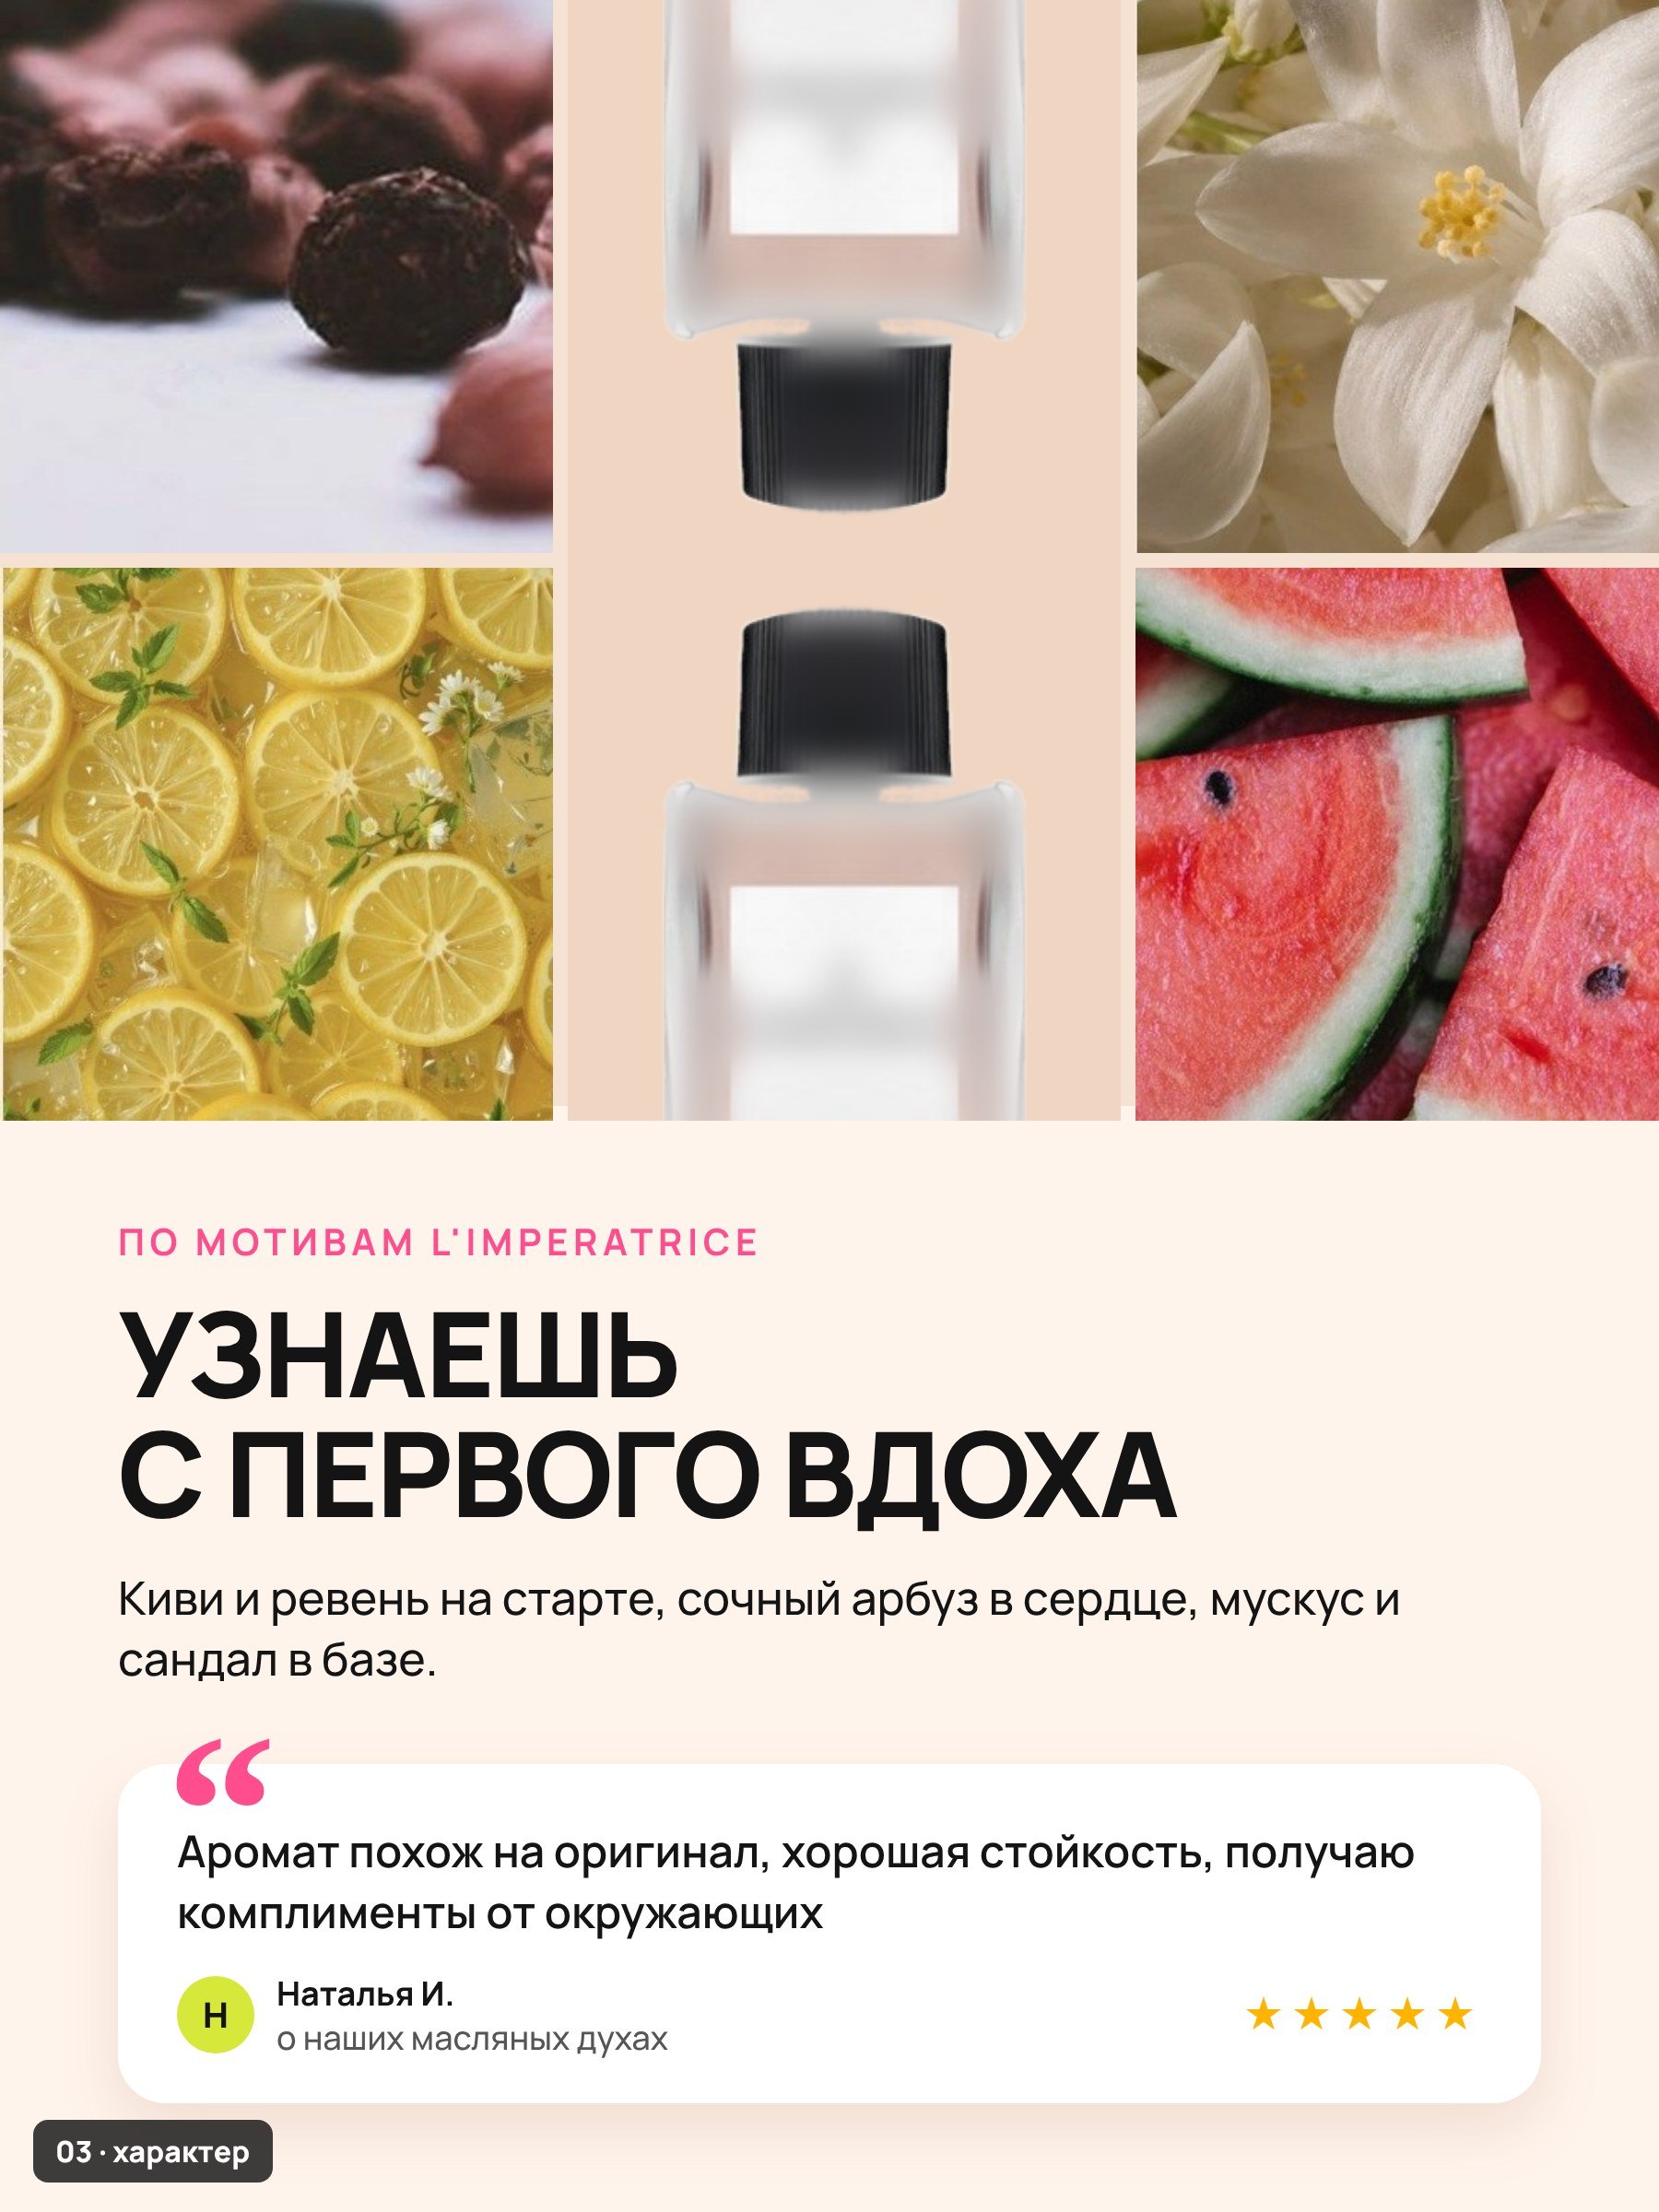 ПО МОТИВАМ L'IMPERATRICE
УЗНАЕШЬ
С ПЕРВОГО ВДОХА
Киви и ревень на старте, сочный арбуз в сердце, мускус и
сандал в базе.
“
Аромат похож на оригинал, хорошая стойкость, получаю
комплименты от окружающих
Н
Наталья И.
о наших масляных духах
★★★★★
03 · характер